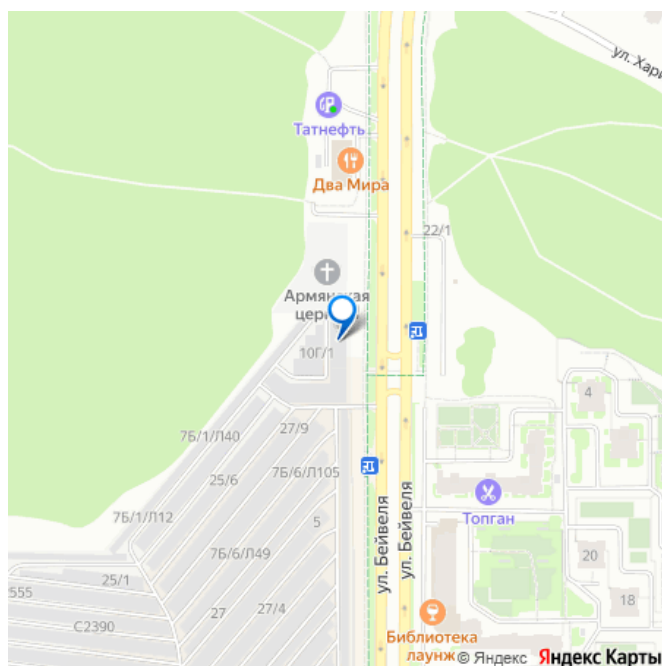 ул. Хари
Татнефть
Два Мира
22/1
Армянская
церковь
10Г/1
4
7Б/1/Л40
27/9
25/6
7Б/6/Л105
Топган
7Б/1/Л12
5
ул. Бейвеля
ул. Бейвеля
7Б/6/Л49
20
25/1
555
27
27/4
18
С2390
Библиотека
лаунж
© Яндекс Яндекс Карты